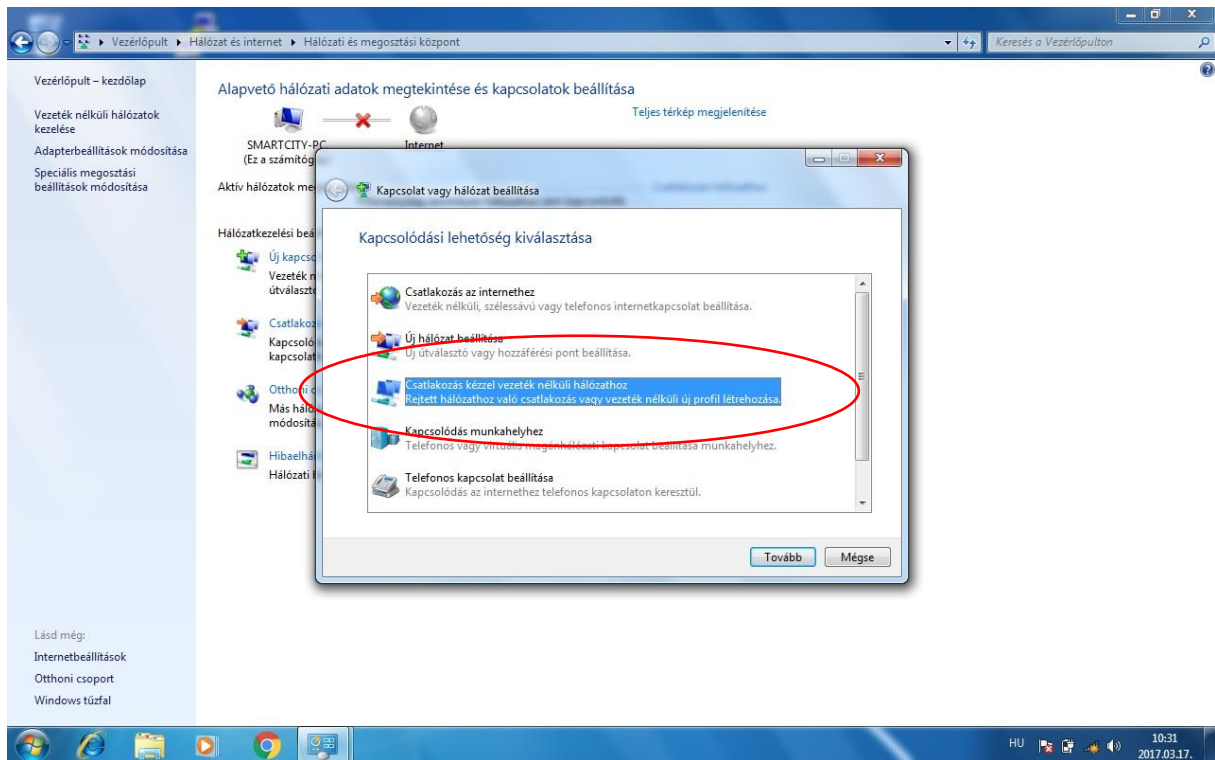 Vezérlőpult ▸ Hálózat és internet ▸ Hálózati és megosztási központ
Keresés a Vezérlőpulton
Vezérlőpult – kezdőlap
Vezeték nélküli hálózatok
kezelése
Adapterbeállítások módosítása
Speciális megosztási
beállítások módosítása
Alapvető hálózati adatok megtekintése és kapcsolatok beállítása
Teljes térkép megjelenítése
SMARTCITY-PC
Internet
(Ez a számítóg
Aktív hálózatok me
Hálózatkezelési beá
Új kapcso
Vezeték n
útválaszt
Csatlakoz
Kapcsoló
kapcsolat
Otthoni c
Más háló
módosíta
Hibaelhá
Hálózati
Kapcsolat vagy hálózat beállítása
Kapcsolódási lehetőség kiválasztása
Csatlakozás az internethez
Vezeték nélküli, szélessávú vagy telefonos internetkapcsolat beállítása.
Új hálózat beállítása
Új útválasztó vagy hozzáférési pont beállítása.
Csatlakozás kézzel vezeték nélküli hálózathoz
Rejtett hálózathoz való csatlakozás vagy vezeték nélküli új profil létrehozása.
Kapcsolódás munkahelyhez
Telefonos vagy virtuális magánhálózati kapcsolat beállítása munkahelyhez.
Telefonos kapcsolat beállítása
Kapcsolódás az internethez telefonos kapcsolaton keresztül.
Tovább
Mégse
Lásd még:
Internetbeállítások
Otthoni csoport
Windows tűzfal
HU
10:31
2017.03.17.